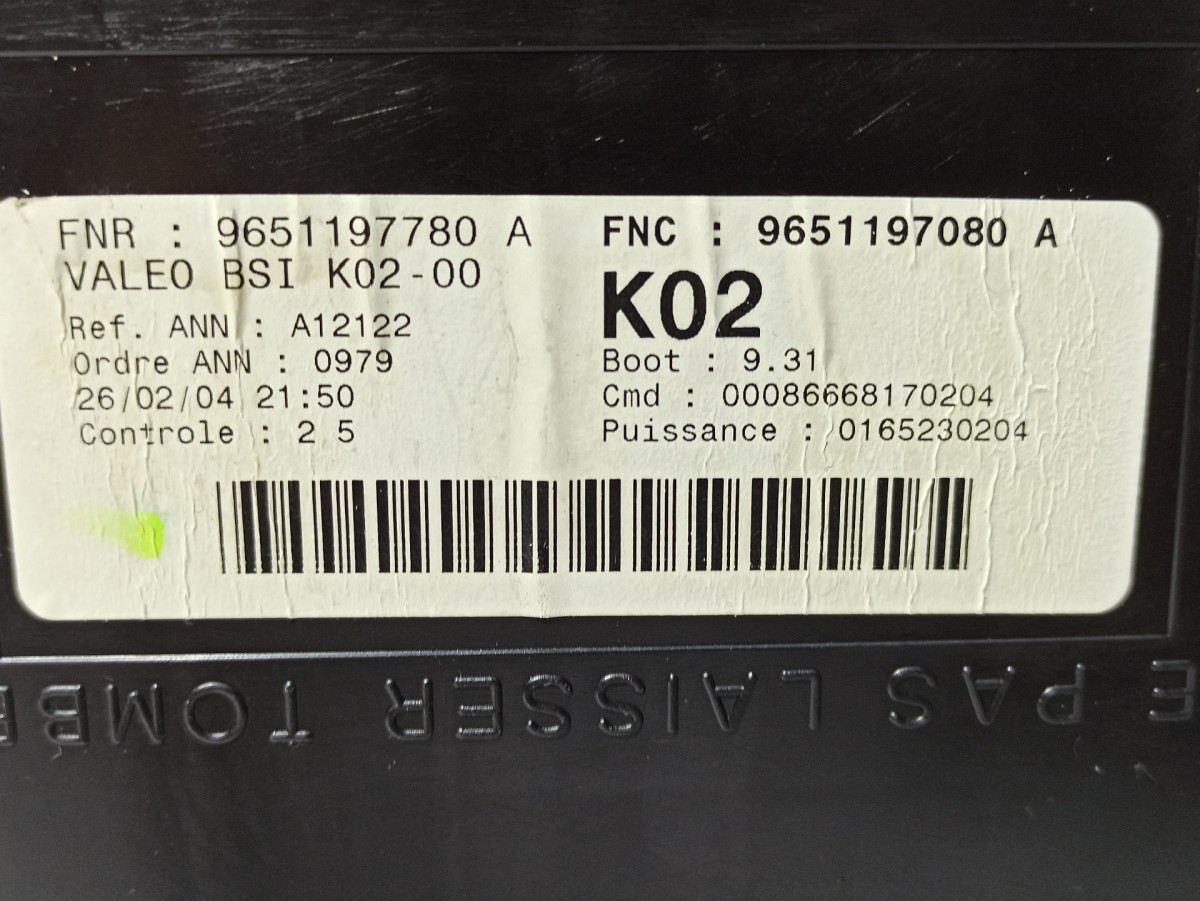 FNR : 9651197780 A
FNC : 9651197080 A
VALEO BSI K02-00
K02
Ref. ANN : A12122
Ordre ANN : 0979
Boot : 9.31
26/02/04 21:50
Cmd : 00086668170204
Controle : 2 5
Puissance : 0165230204
E PAS LAISSER TOMBE